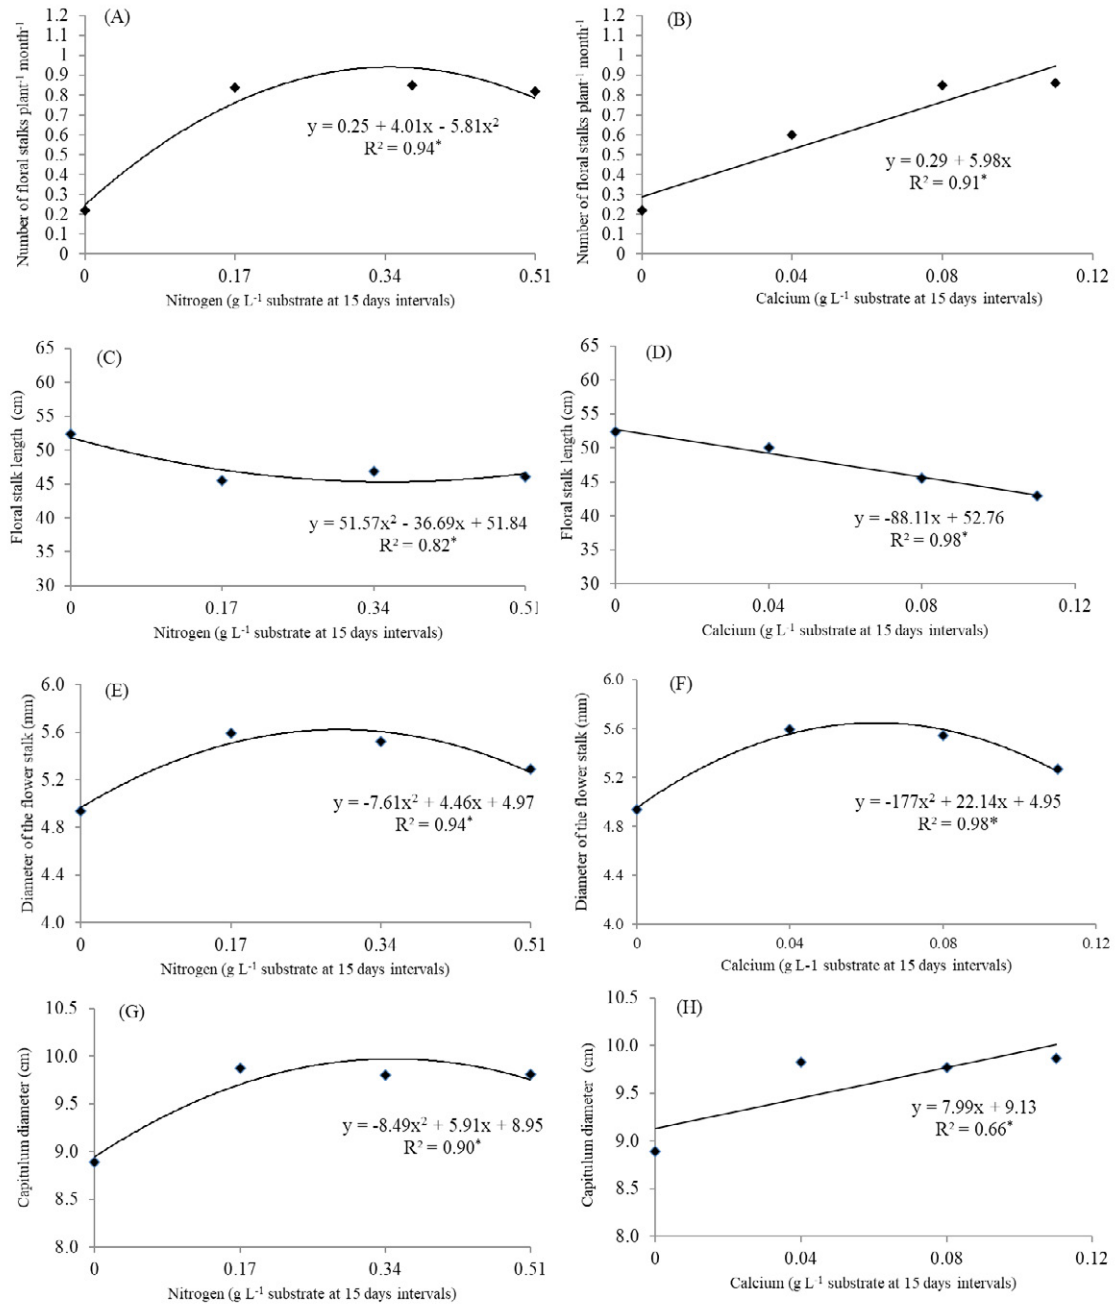 (A)
Number of floral stalks plant-1 month-1
1.2
1.1
1
0.9
0.8
0.7
0.6
0.5
0.4
0.3
0.2
0.1
0
y = 0.25 + 4.01x - 5.81x²
R² = 0.94*
0 0.17 0.34 0.51
Nitrogen (g L-1 substrate at 15 days intervals)
(B)
Number of floral stalks plant-1 month-1
1.2
1.1
1
0.9
0.8
0.7
0.6
0.5
0.4
0.3
0.2
0.1
0
y = 0.29 + 5.98x
R² = 0.91*
0 0.04 0.08 0.12
Calcium (g L-1 substrate at 15 days intervals)
(C)
Floral stalk length (cm)
65
60
55
50
45
40
35
30
y = 51.57x² - 36.69x + 51.84
R² = 0.82*
0 0.17 0.34 0.51
Nitrogen (g L-1 substrate at 15 days intervals)
(D)
Floral stalk length (cm)
65
60
55
50
45
40
35
30
y = -88.11x + 52.76
R² = 0.98*
0 0.04 0.08 0.12
Calcium (g L-1 substrate at 15 days intervals)
(E)
Diameter of the flower stalk (mm)
6.0
5.6
5.2
4.8
4.4
4.0
y = -7.61x² + 4.46x + 4.97
R² = 0.94*
0 0.17 0.34 0.51
Nitrogen (g L-1 substrate at 15 days intervals)
(F)
Diameter of the flower stalk (mm)
6.0
5.6
5.2
4.8
4.4
4.0
y = -177x² + 22.14x + 4.95
R² = 0.98*
0 0.04 0.08 0.12
Calcium (g L-1 substrate at 15 days intervals)
(G)
Capitulum diameter (cm)
10.5
10.0
9.5
9.0
8.5
8.0
y = -8.49x² + 5.91x + 8.95
R² = 0.90*
0 0.17 0.34 0.51
Nitrogen (g L-1 substrate at 15 days intervals)
(H)
Capitulum diameter (cm)
10.5
10.0
9.5
9.0
8.5
8.0
y = 7.99x + 9.13
R² = 0.66*
0 0.04 0.08 0.12
Calcium (g L-1 substrate at 15 days intervals)